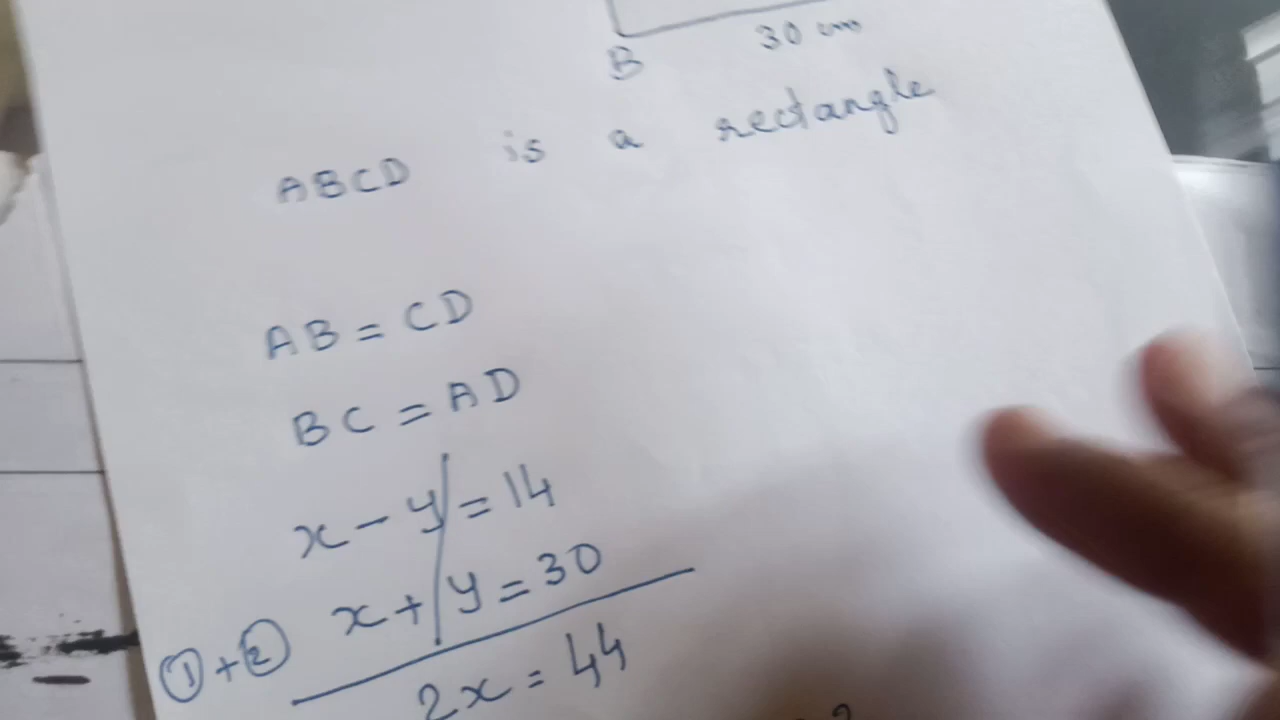 B 30 cm
ABCD is a rectangle
AB = CD
BC = AD
x - y = 14
x + y = 30
① + ②
2x = 44